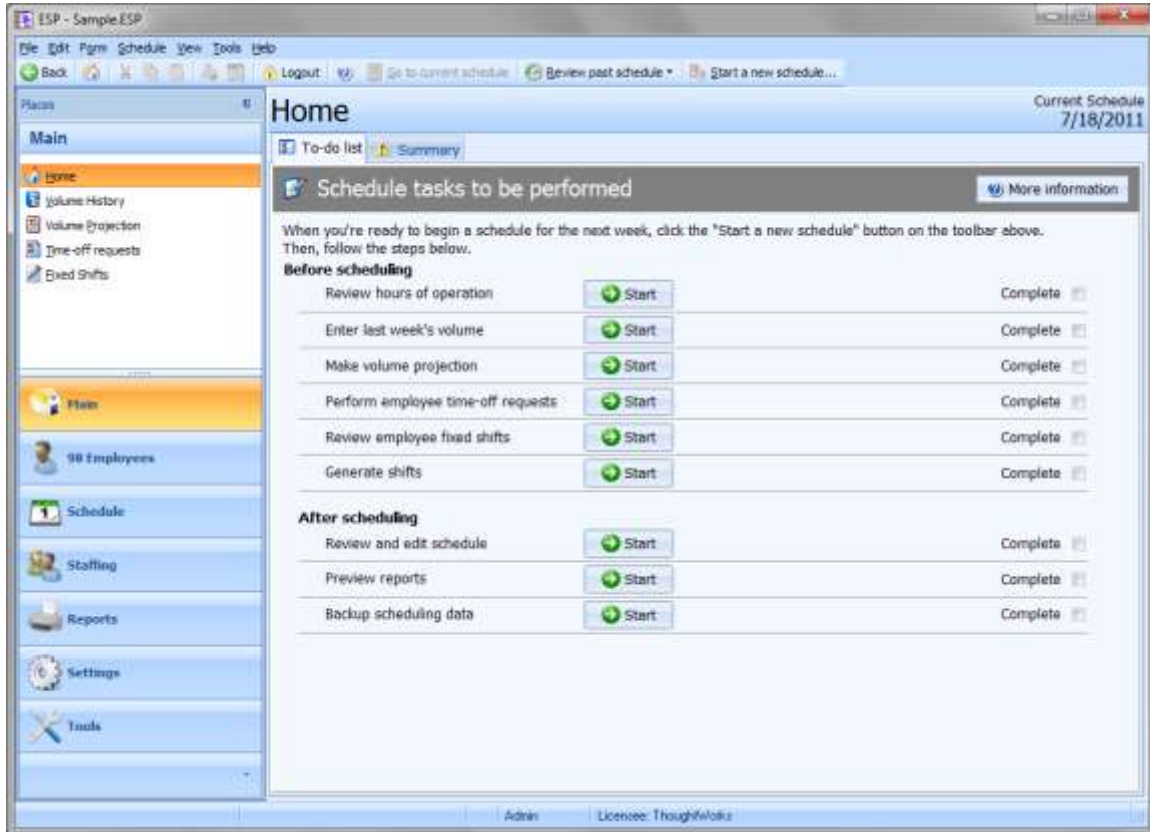 ESP - Sample.ESP
File Edit Form Schedule View Tools Help
Back Logout Go to current schedule Review past schedule Start a new schedule...
Places
Main
Home
Volume History
Volume Projection
Time-off requests
Fixed Shifts
Main
98 Employees
Schedule
Staffing
Reports
Settings
Tools
Home
Current Schedule
7/18/2011
To-do list Summary
Schedule tasks to be performed More information
When you're ready to begin a schedule for the next week, click the "Start a new schedule" button on the toolbar above.
Then, follow the steps below.
Before scheduling
Review hours of operation Start Complete
Enter last week's volume Start Complete
Make volume projection Start Complete
Perform employee time-off requests Start Complete
Review employee fixed shifts Start Complete
Generate shifts Start Complete
After scheduling
Review and edit schedule Start Complete
Preview reports Start Complete
Backup scheduling data Start Complete
Admin Licencee: ThoughtWorks